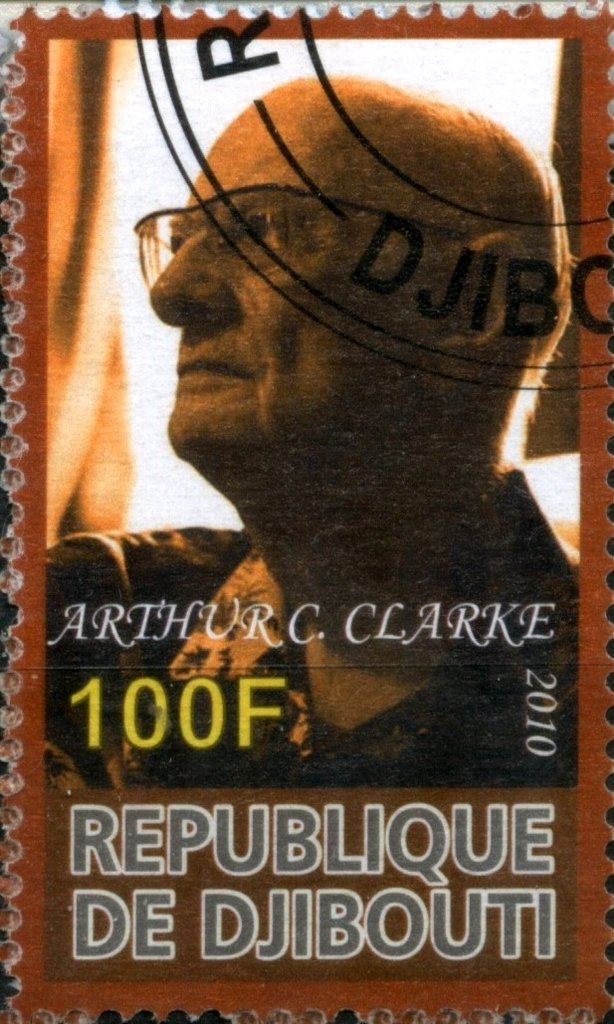 R
DJIBO
ARTHUR C. CLARKE
100F
2010
REPUBLIQUE
DE DJIBOUTI